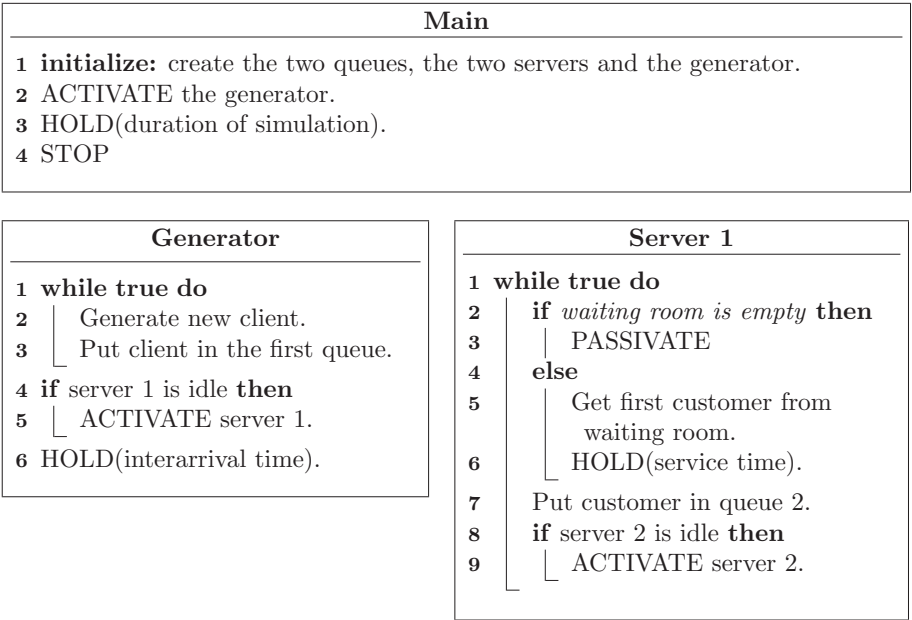 Main
1 initialize: create the two queues, the two servers and the generator.
2 ACTIVATE the generator.
3 HOLD(duration of simulation).
4 STOP
Generator
1 while true do
2 Generate new client.
3 Put client in the first queue.
4 if server 1 is idle then
5 ACTIVATE server 1.
6 HOLD(interarrival time).
Server 1
1 while true do
2 if waiting room is empty then
3 PASSIVATE
4 else
5 Get first customer from
waiting room.
6 HOLD(service time).
7 Put customer in queue 2.
8 if server 2 is idle then
9 ACTIVATE server 2.